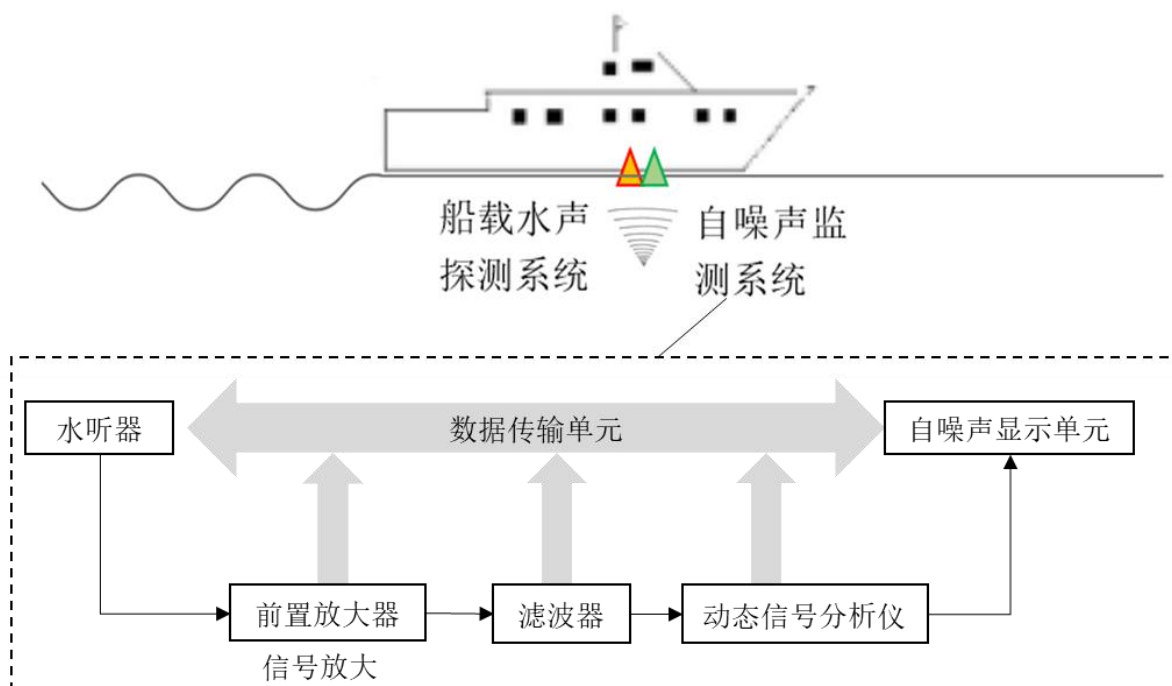 船载水声
探测系统
自噪声监
测系统
水听器
数据传输单元
自噪声显示单元
前置放大器
滤波器
动态信号分析仪
信号放大